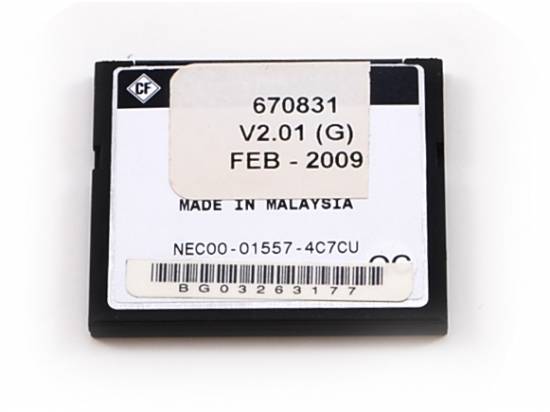 CF
670831
V2.01 (G)
FEB - 2009
MADE IN MALAYSIA
NEC00-01557-4C7CU
BG03263177